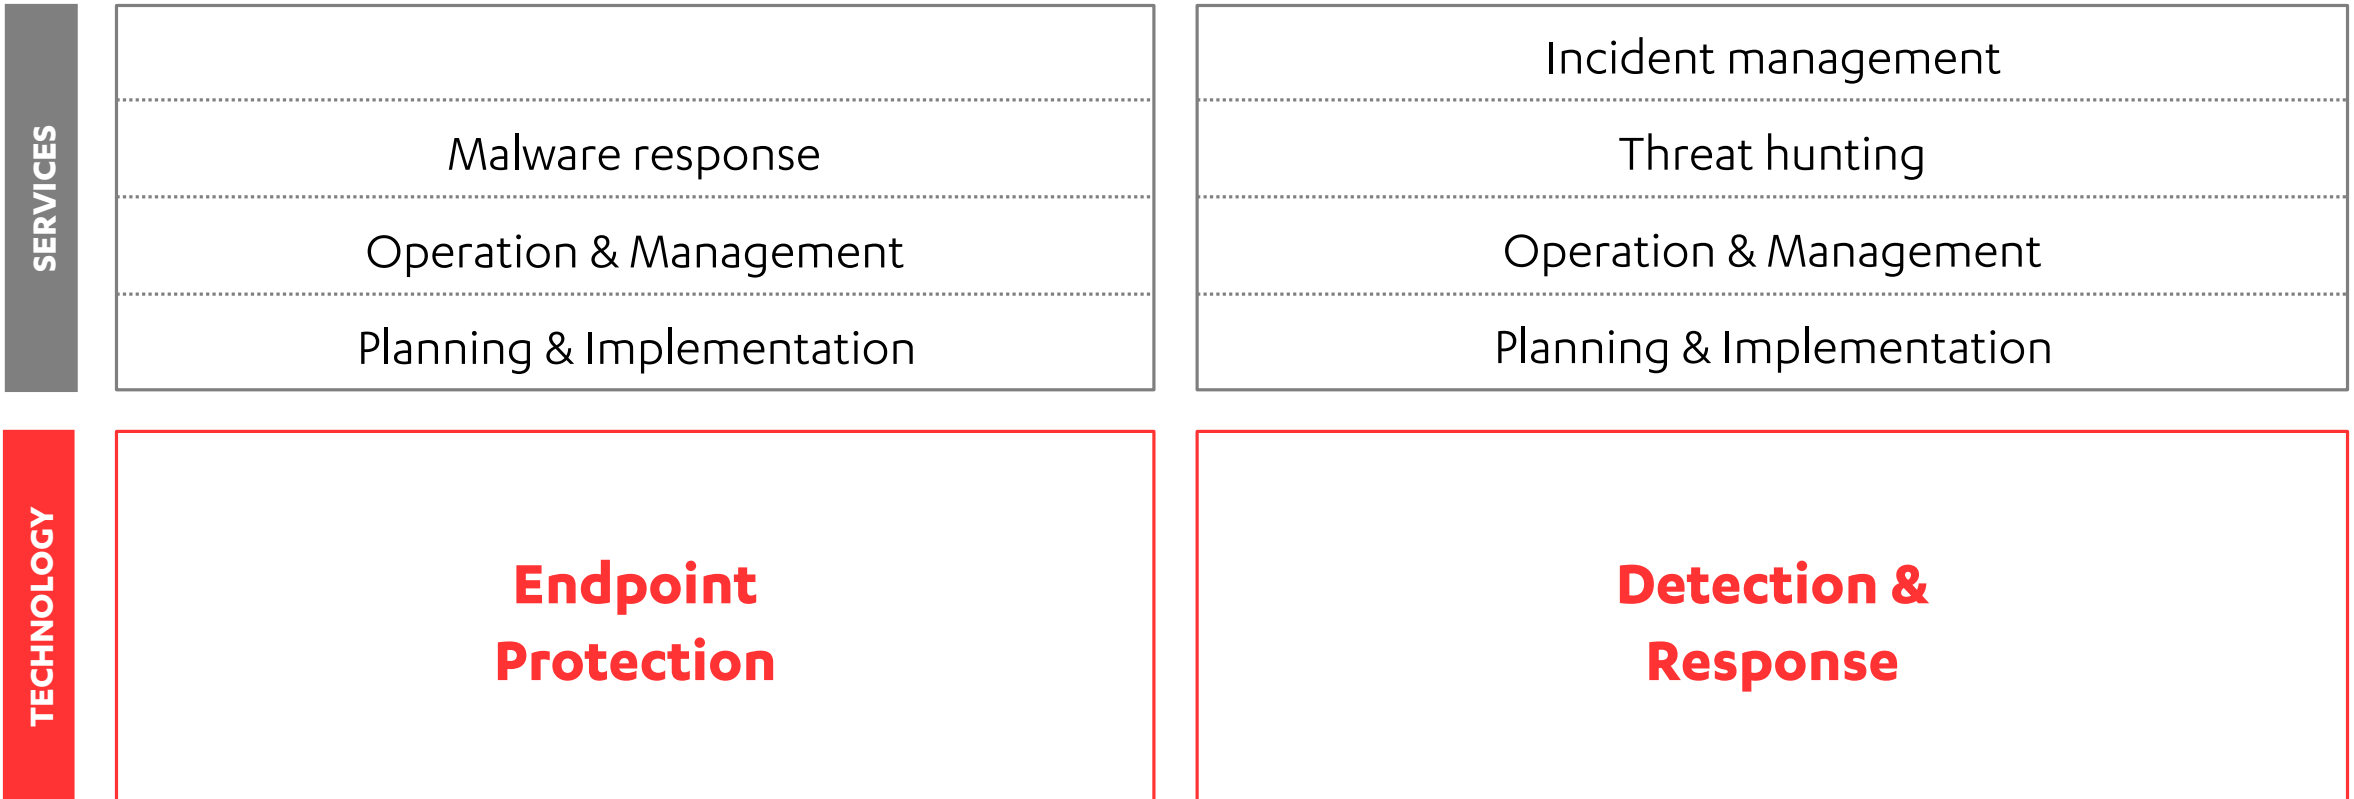 SERVICES
Malware response
Operation & Management
Planning & Implementation
Incident management
Threat hunting
Operation & Management
Planning & Implementation
TECHNOLOGY
Endpoint
Protection
Detection &
Response